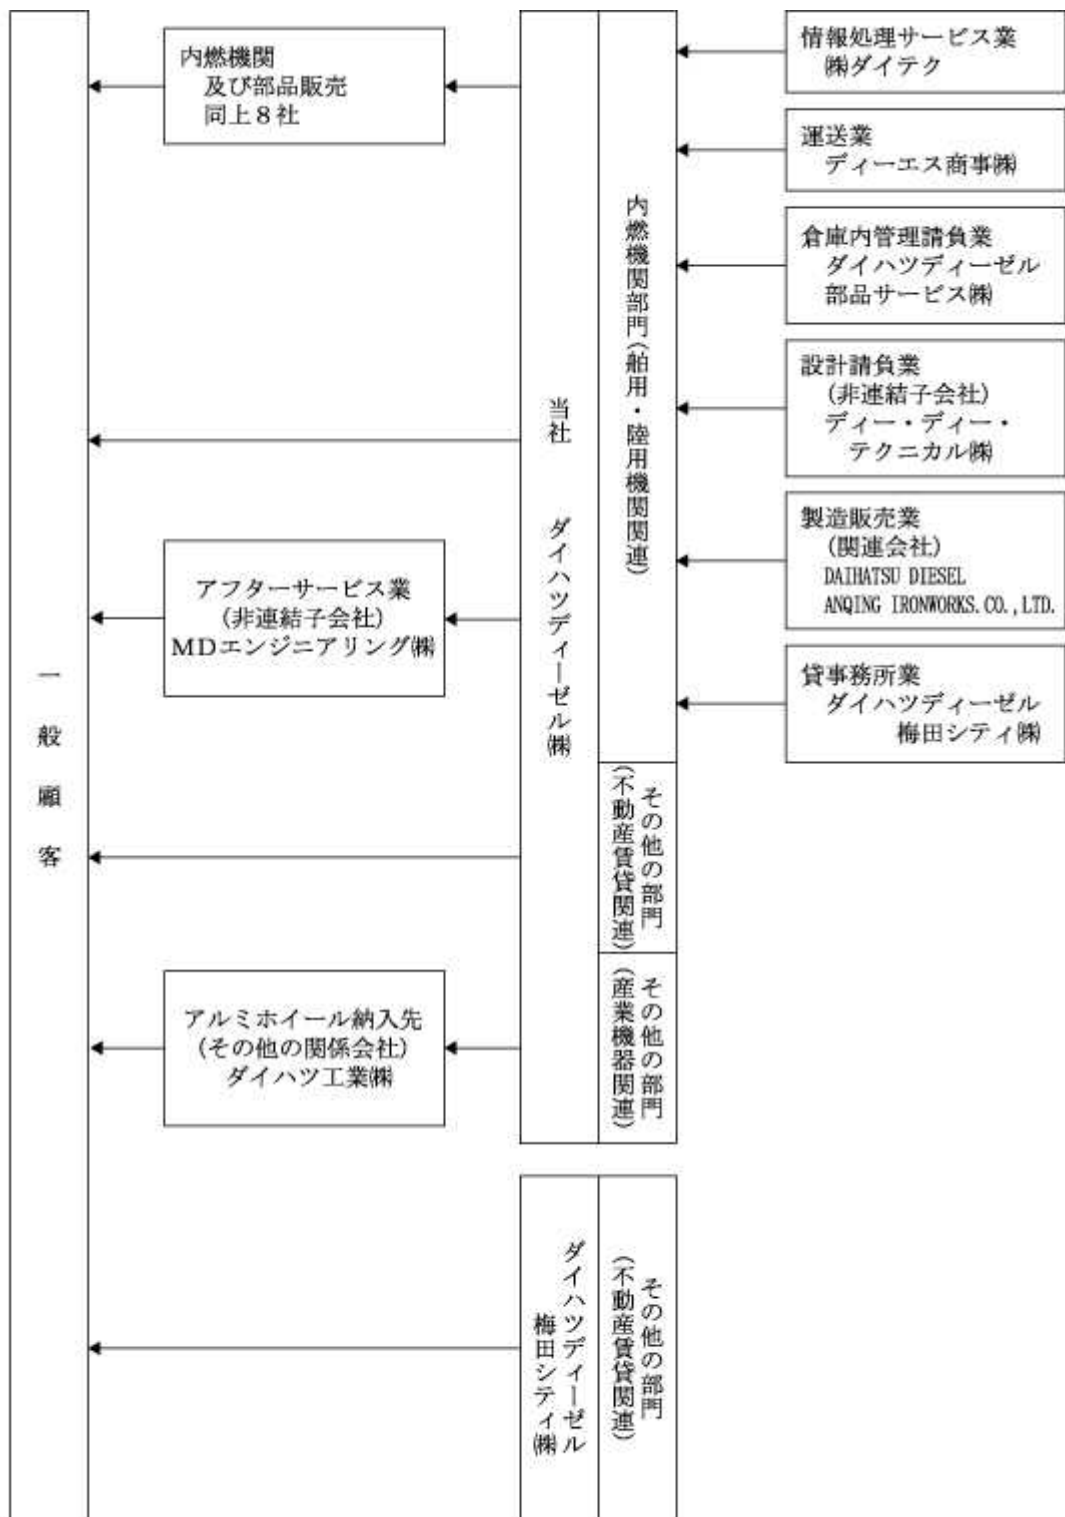 一般顧客
内燃機関
及び部品販売
同上8社
アフターサービス業
(非連結子会社)
MDエンジニアリング㈱
アルミホイール納入先
(その他の関係会社)
ダイハツ工業㈱
当社 ダイハツディーゼル㈱
内燃機関部門(舶用・陸用機関関連)
その他の部門
(不動産賃貸関連)
その他の部門
(産業機器関連)
ダイハツディーゼル
梅田シティ㈱
その他の部門
(不動産賃貸関連)
情報処理サービス業
㈱ダイテク
運送業
ディーエス商事㈱
倉庫内管理請負業
ダイハツディーゼル
部品サービス㈱
設計請負業
(非連結子会社)
ディー・ディー・
テクニカル㈱
製造販売業
(関連会社)
DAIHATSU DIESEL
ANQING IRONWORKS.CO.,LTD.
貸事務所業
ダイハツディーゼル
梅田シティ㈱